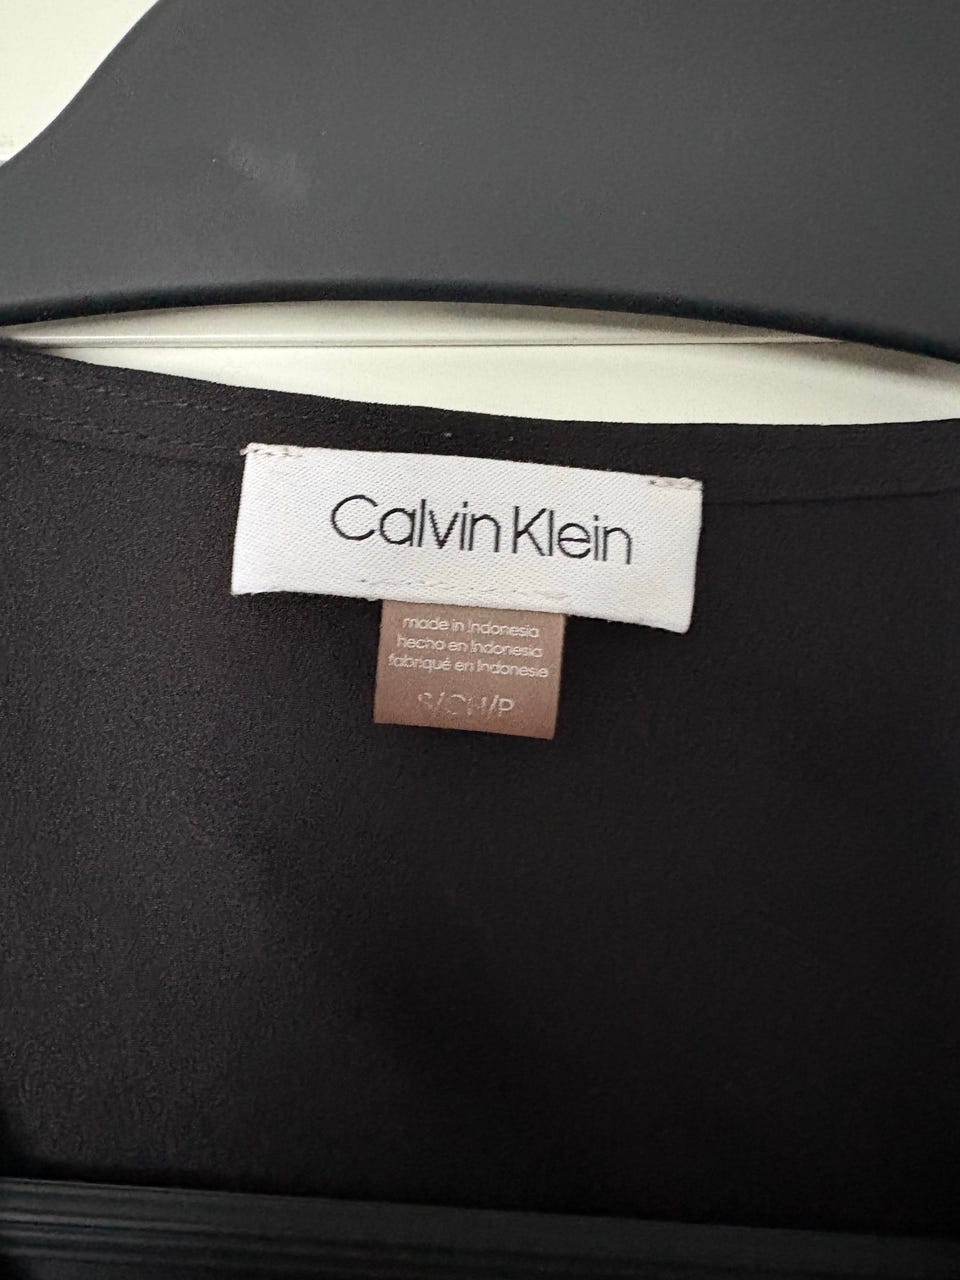 Calvin Klein
made in Indonesia
hecho en Indonesia
fabriqué en Indonesie
S/CH/P